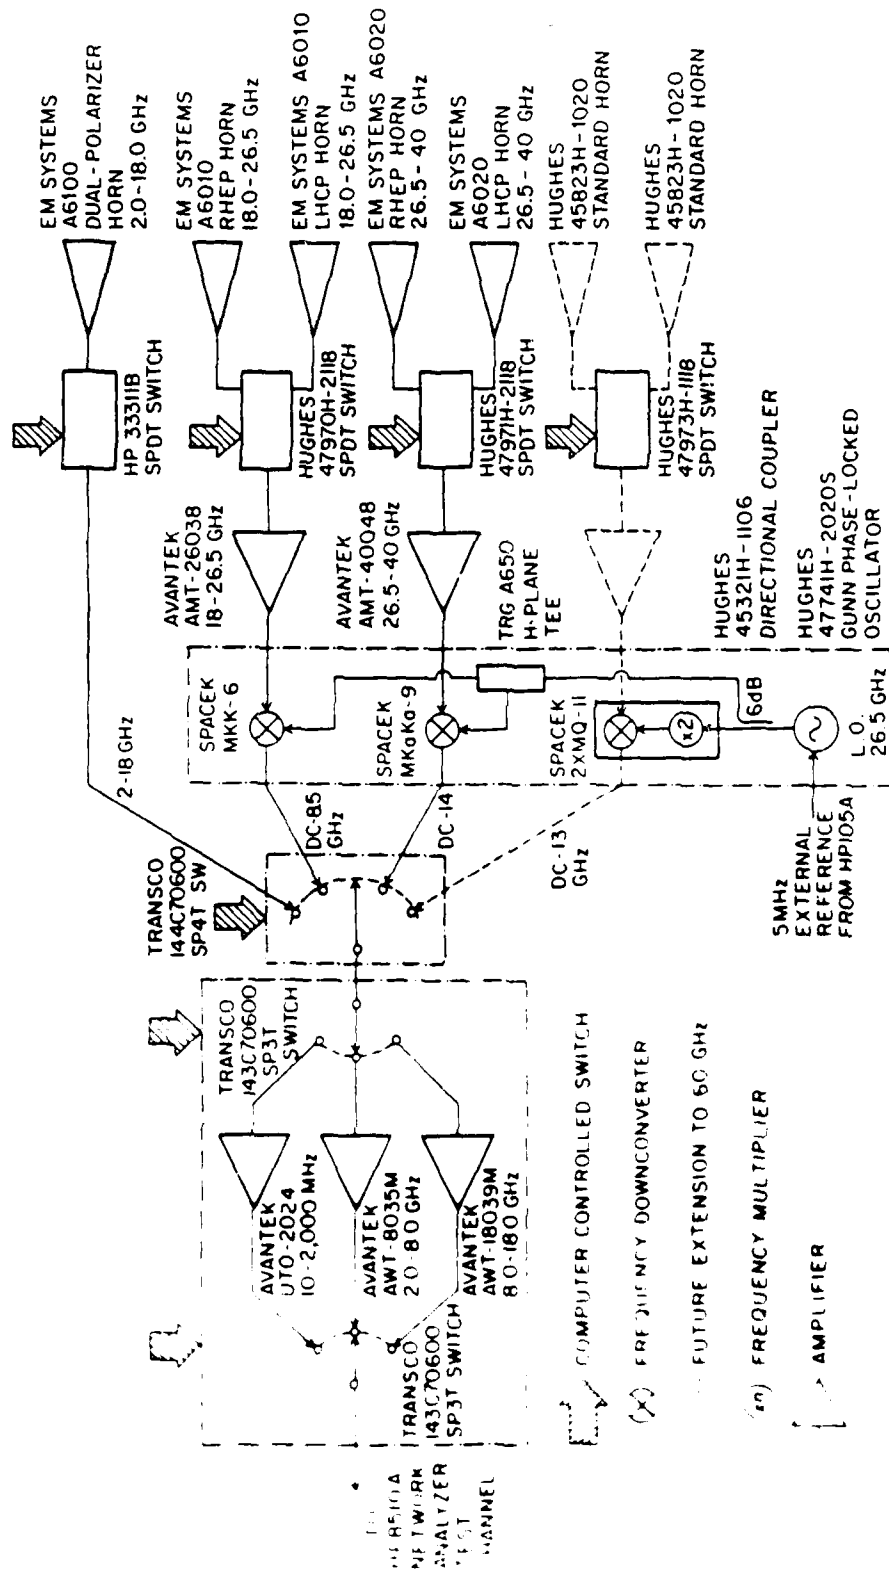 EM SYSTEMS
A6100
DUAL-POLARIZER
HORN
2.0-18.0 GHz
EM SYSTEMS
A6010
RHEP HORN
18.0-26.5 GHz
EM SYSTEMS A6010
LHCP HORN
18.0-26.5 GHz
EM SYSTEMS A6020
RHEP HORN
26.5-40 GHz
EM SYSTEMS
A6020
LHCP HORN
26.5-40 GHz
HUGHES
45823H-1020
STANDARD HORN
HUGHES
45823H-1020
STANDARD HORN
HP 33311B
SPDT SWITCH
HUGHES
47970H-2118
SPDT SWITCH
HUGHES
47971H-2118
SPDT SWITCH
HUGHES
47973H-1118
SPDT SWITCH
AVANTEK
AMT-26038
18-26.5 GHz
AVANTEK
AMT-40048
26.5-40 GHz
TRG A650
H-PLANE
TEE
HUGHES
45321H-1106
DIRECTIONAL COUPLER
HUGHES
47741H-2020S
GUNN PHASE-LOCKED
OSCILLATOR
2-18 GHz
SPACEK
MKK-6
SPACEK
MKaKa-9
SPACEK
2xMQ-11
x2
6dB
L.O.
26.5 GHz
DC-8.5
GHz
DC-14
DC-13
GHz
5MHz
EXTERNAL
REFERENCE
FROM HP105A
TRANSCO
144C70600
SP4T SW
TRANSCO
143C70600
SP3T
SWITCH
AVANTEK
UTO-2024
10-2,000 MHz
AVANTEK
AWT-8035M
2.0-8.0 GHz
AVANTEK
AWT-18039M
8.0-18.0 GHz
TRANSCO
143C70600
SP3T SWITCH
NETWORK
ANALYZER
COMPUTER CONTROLLED SWITCH
(X) FREQUENCY DOWNCONVERTER
FUTURE EXTENSION TO 60 GHz
FREQUENCY MULTIPLIER
AMPLIFIER